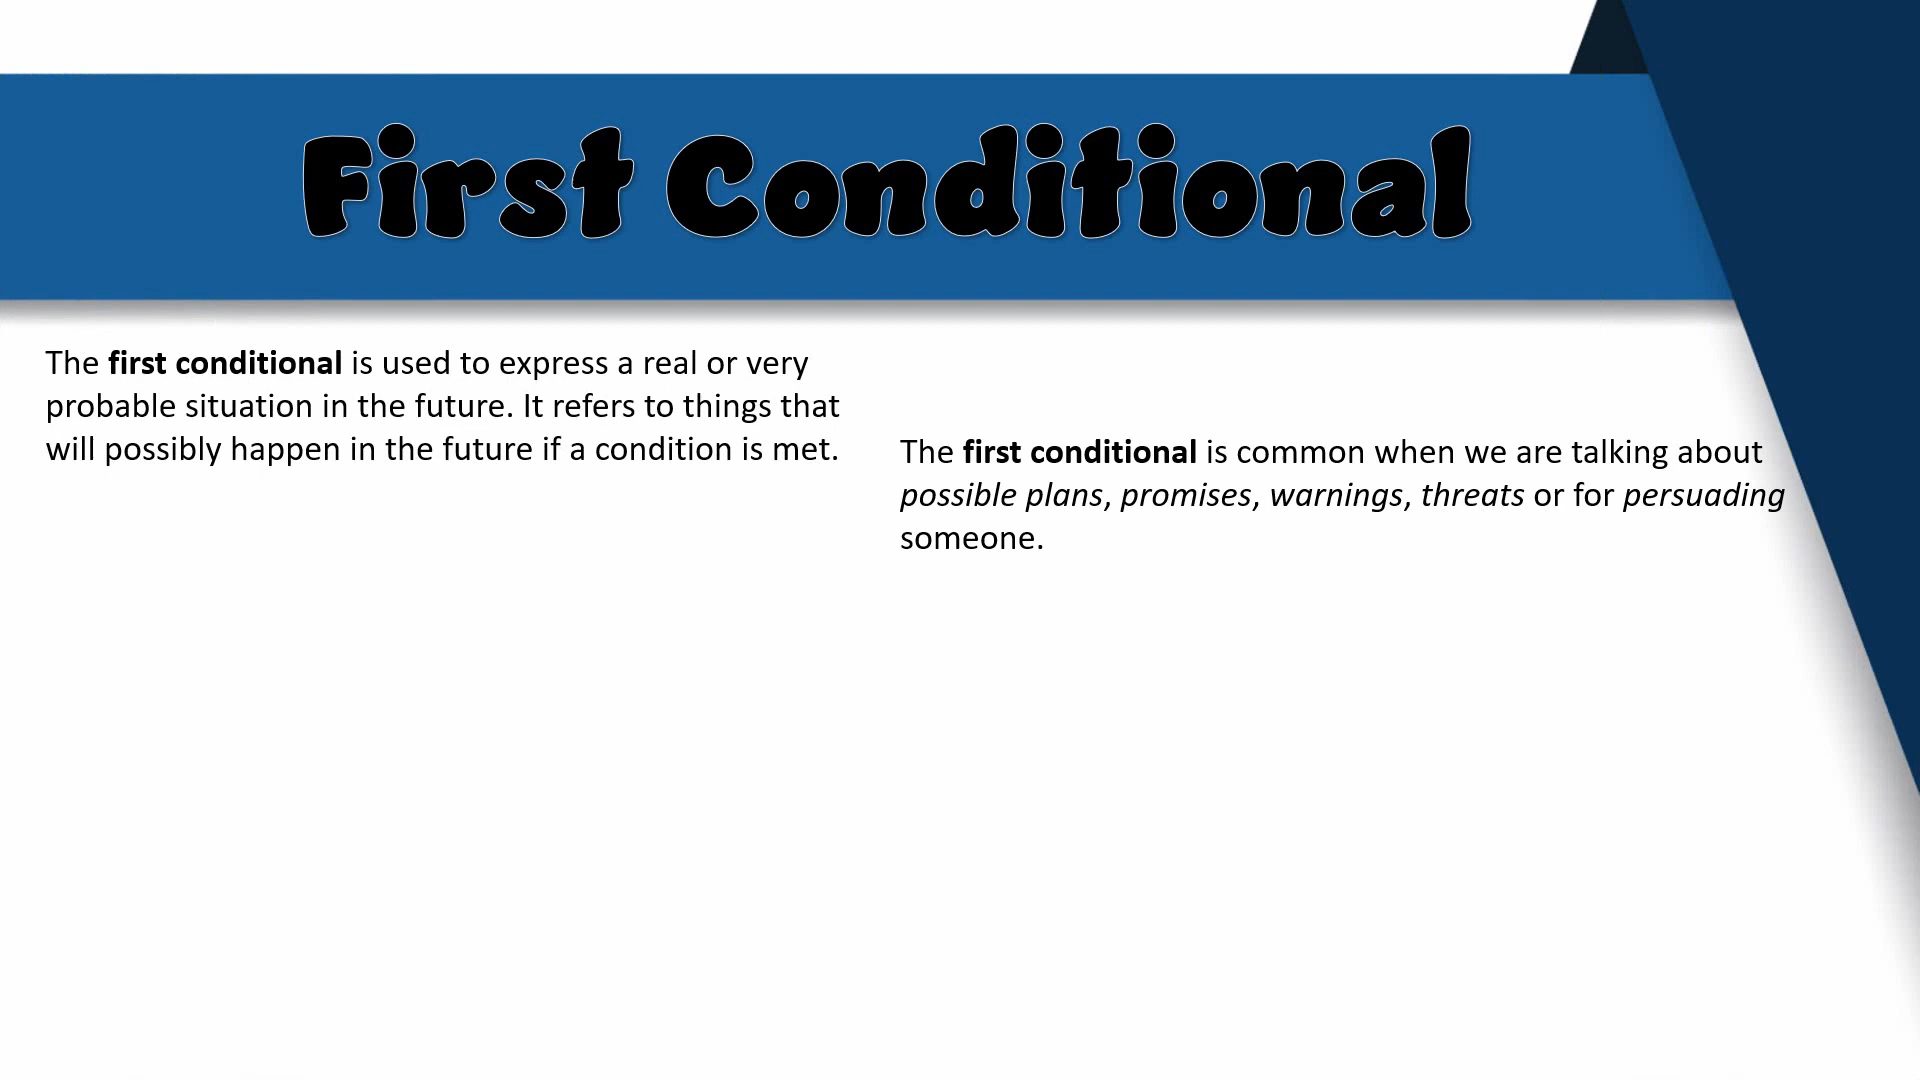 First Conditional
The first conditional is used to express a real or very
probable situation in the future. It refers to things that
will possibly happen in the future if a condition is met.
The first conditional is common when we are talking about
possible plans, promises, warnings, threats or for persuading
someone.